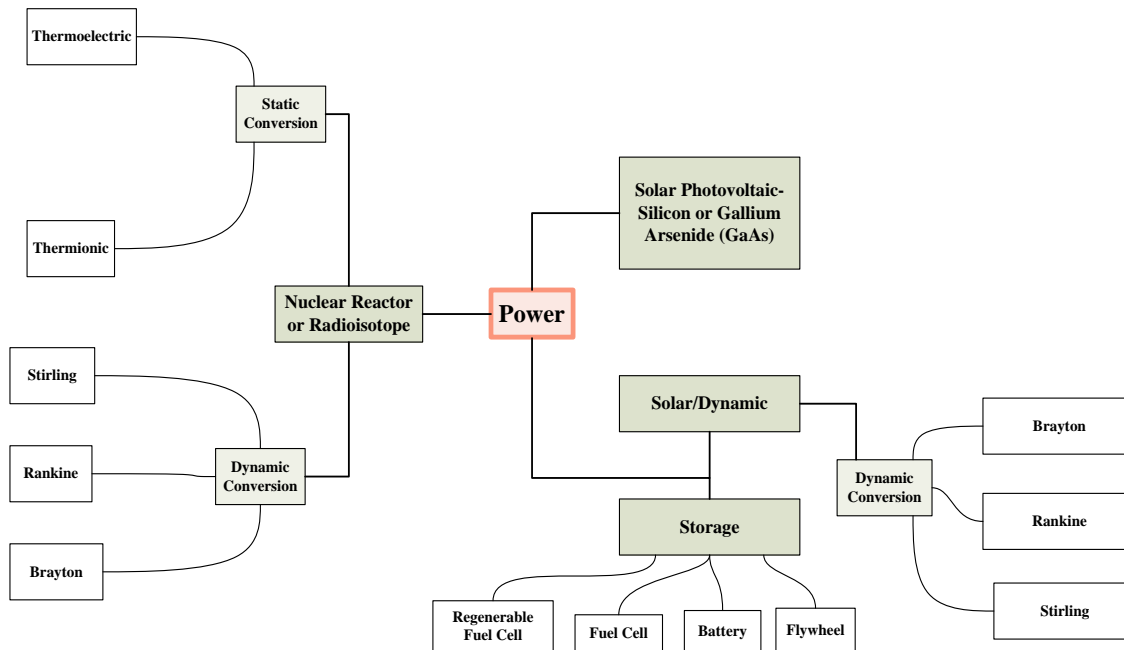 Thermoelectric
Static
Conversion
Thermionic
Nuclear Reactor
or Radioisotope
Stirling
Rankine
Brayton
Dynamic
Conversion
Power
Solar Photovoltaic-
Silicon or Gallium
Arsenide (GaAs)
Solar/Dynamic
Dynamic
Conversion
Brayton
Rankine
Stirling
Storage
Regenerable
Fuel Cell
Fuel Cell
Battery
Flywheel